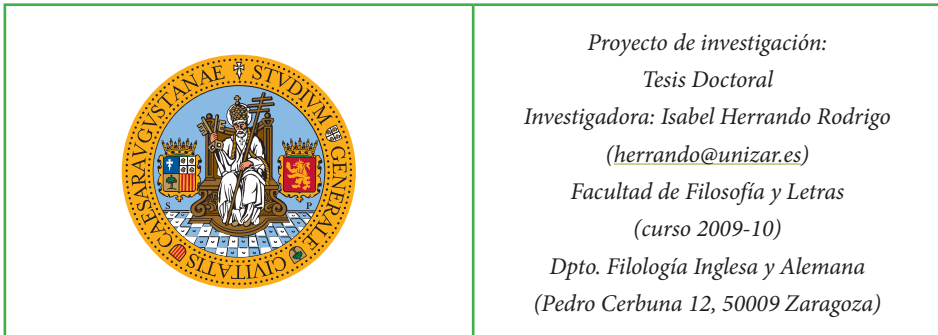 STVDIVM GENERALE CIVITATIS CAESARAVGVSTANAE
S P
Proyecto de investigación:
Tesis Doctoral
Investigadora: Isabel Herrando Rodrigo
(herrando@unizar.es)
Facultad de Filosofía y Letras
(curso 2009-10)
Dpto. Filología Inglesa y Alemana
(Pedro Cerbuna 12, 50009 Zaragoza)